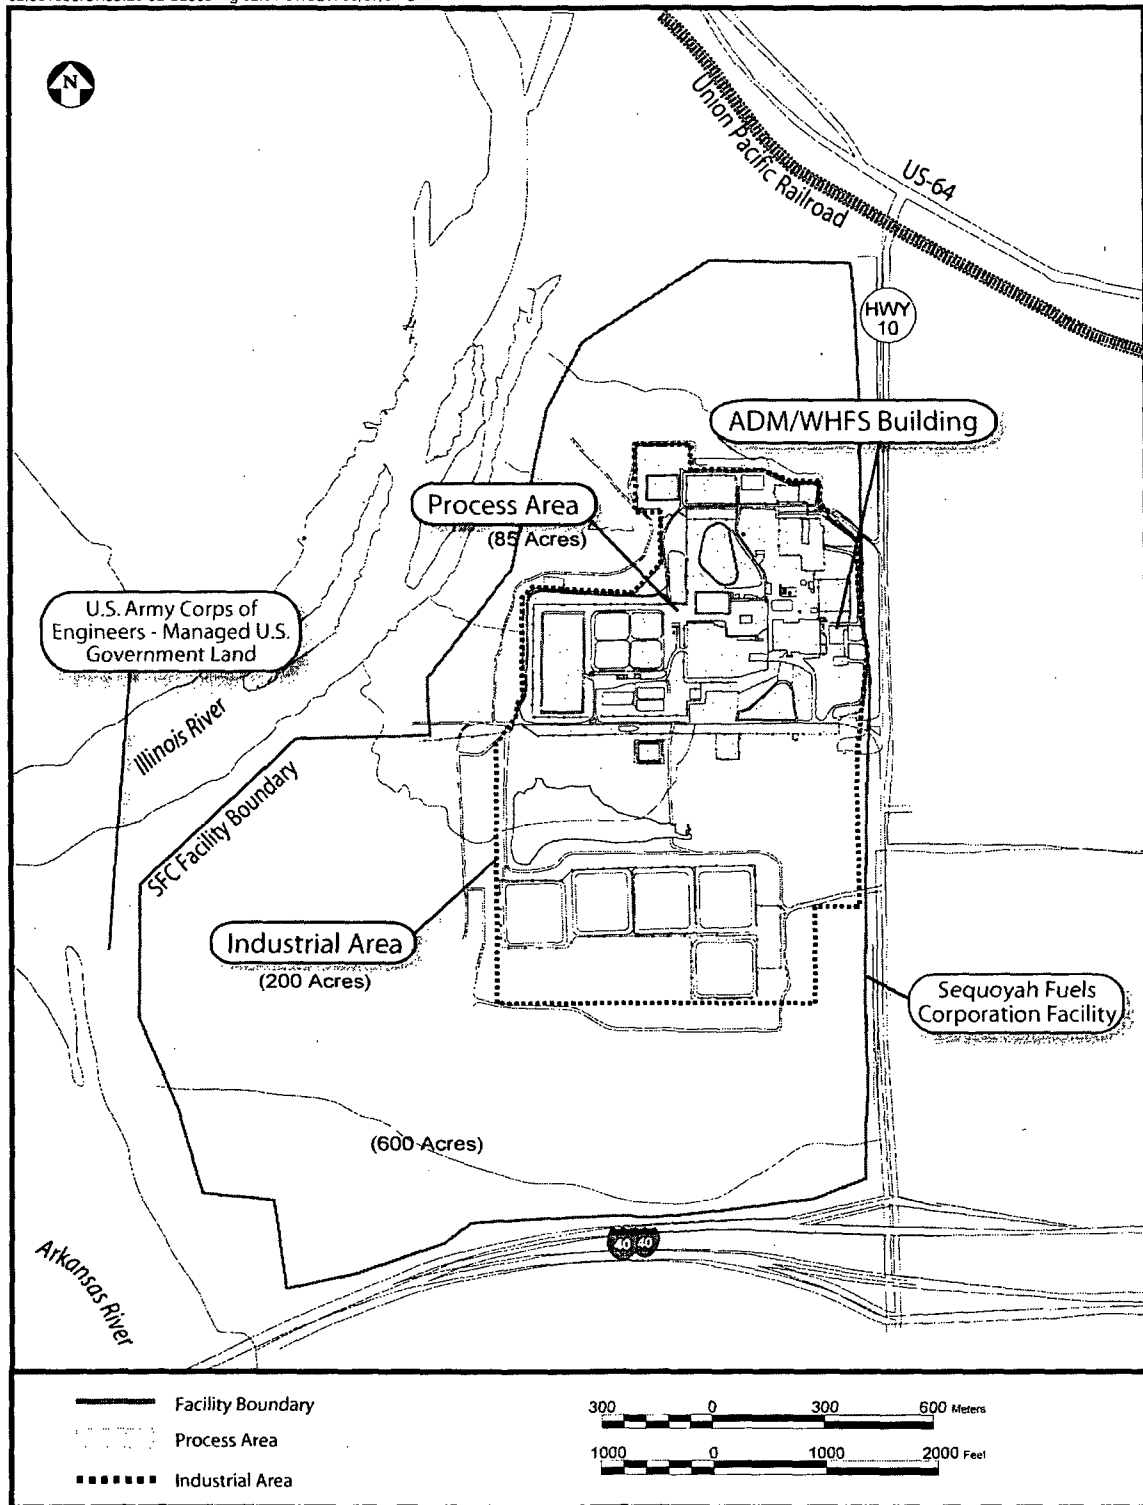 N
Union Pacific Railroad
US-64
HWY
10
ADM/WHFS Building
Process Area
(85 Acres)
U.S. Army Corps of
Engineers - Managed U.S.
Government Land
Illinois River
SFC Facility Boundary
Industrial Area
(200 Acres)
Sequoyah Fuels
Corporation Facility
(600 Acres)
40 40
Arkansas River
Facility Boundary
Process Area
Industrial Area
300 0 300 600 Meters
1000 0 1000 2000 Feet